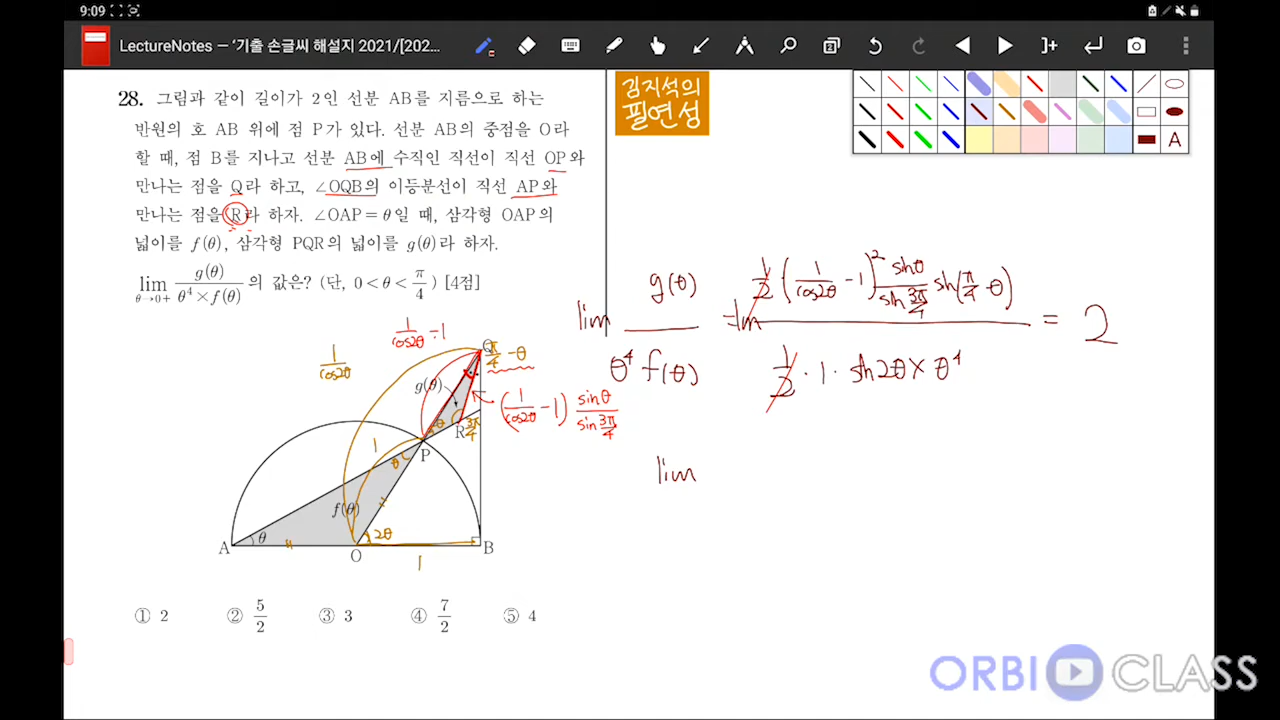 9:09
LectureNotes – '기출 손글씨 해설지 2021/[202...
김지석의
필연성
28. 그림과 같이 길이가 2인 선분 AB를 지름으로 하는
반원의 호 AB 위에 점 P가 있다. 선분 AB의 중점을 O라
할 때, 점 B를 지나고 선분 AB에 수직인 직선이 직선 OP와
만나는 점을 Q라 하고, ∠OQB의 이등분선이 직선 AP와
만나는 점을 R라 하자. ∠OAP = θ일 때, 삼각형 OAP의
넓이를 f(θ), 삼각형 PQR의 넓이를 g(θ)라 하자.
lim θ→0+ g(θ)/(θ⁴ × f(θ)) 의 값은? (단, 0 < θ < π/4) [4점]
lim g(θ)/(θ⁴ f(θ)) = lim (1/2 (1/cos2θ − 1)² sinθ/sin 3π/4 sin(π/4 − θ))/(1/2 · 1 · sin2θ × θ⁴) = 2
1/cos2θ − 1
1/cos2θ
Q π/4 − θ
g(θ)
(1/cos2θ − 1) sinθ/sin 3π/4
θ R 3π/4
1
θ P
f(θ)
A θ 2θ
O B
1
lim
① 2 ② 5/2 ③ 3 ④ 7/2 ⑤ 4
ORBI CLASS
A